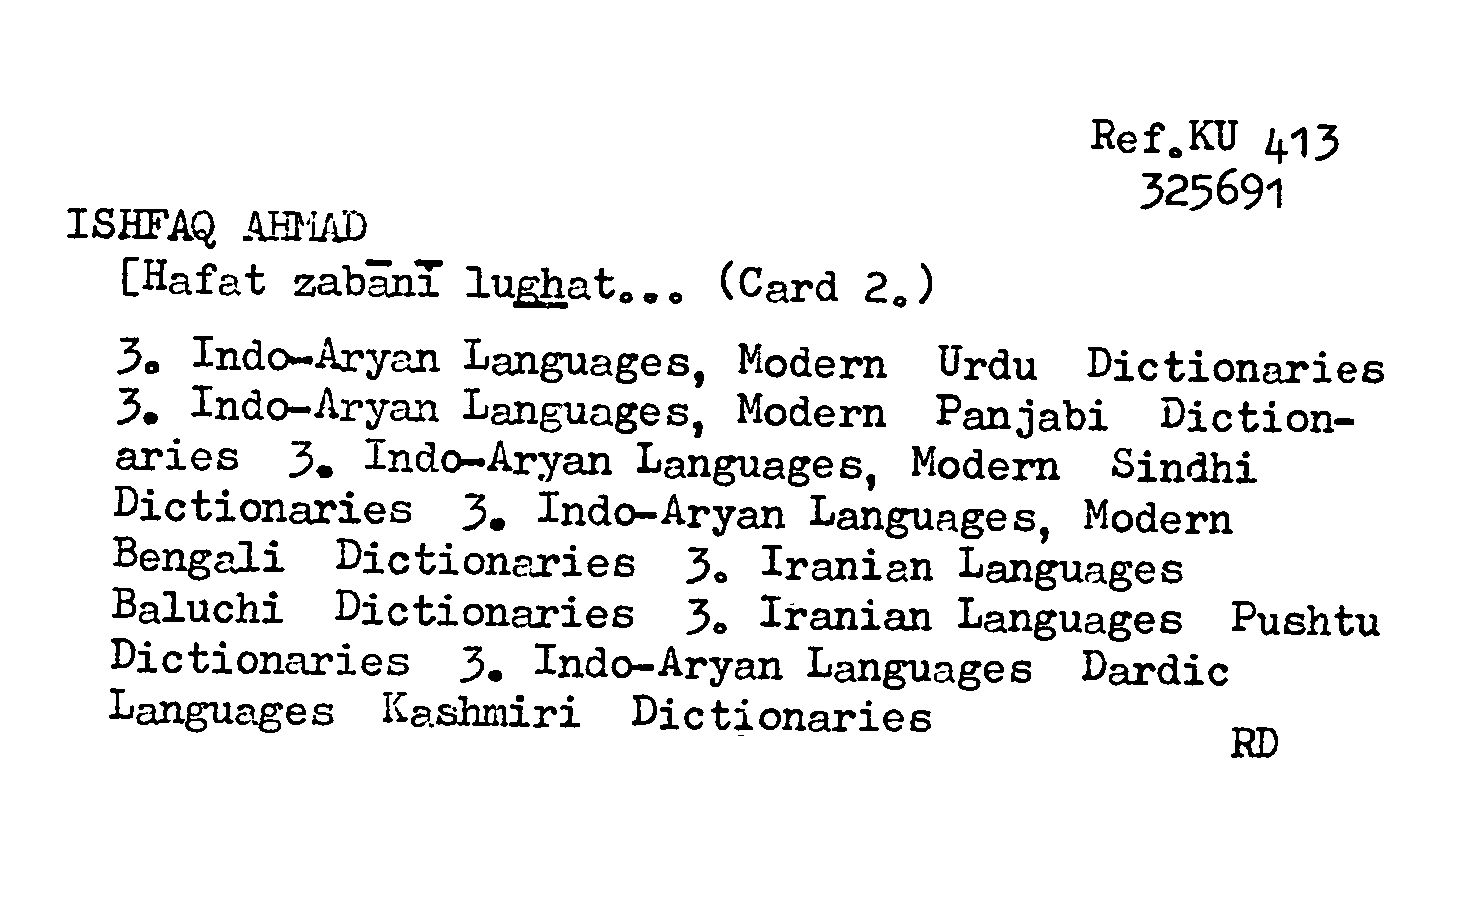 Ref.KU 413
325691
ISHFAQ AHMAD
[Hafat zabānī lughat... (Card 2.)
3. Indo-Aryan Languages, Modern Urdu Dictionaries
3. Indo-Aryan Languages, Modern Panjabi Diction-
aries 3. Indo-Aryan Languages, Modern Sindhi
Dictionaries 3. Indo-Aryan Languages, Modern
Bengali Dictionaries 3. Iranian Languages
Baluchi Dictionaries 3. Iranian Languages Pushtu
Dictionaries 3. Indo-Aryan Languages Dardic
Languages Kashmiri Dictionaries
RD